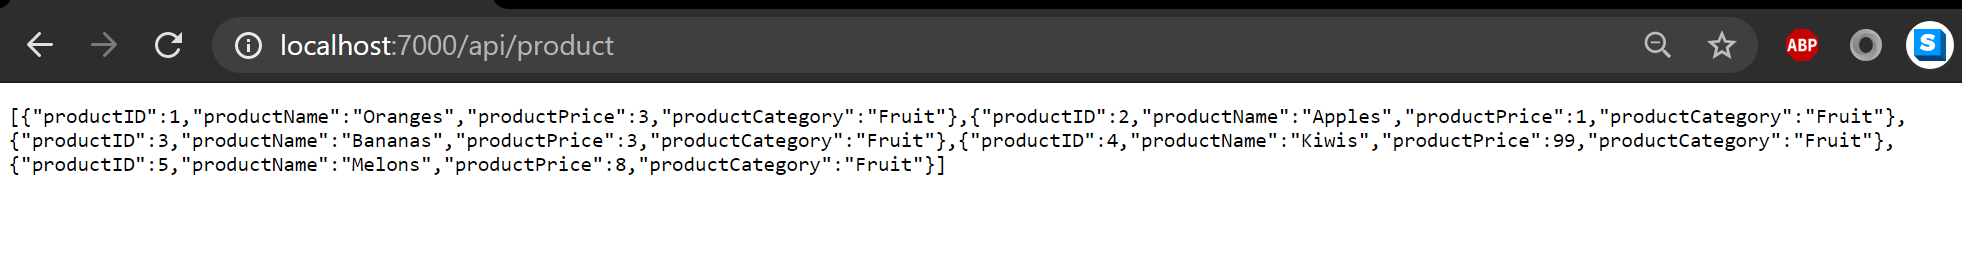 localhost:7000/api/product
ABP
S
[{"productID":1,"productName":"Oranges","productPrice":3,"productCategory":"Fruit"},{"productID":2,"productName":"Apples","productPrice":1,"productCategory":"Fruit"},
{"productID":3,"productName":"Bananas","productPrice":3,"productCategory":"Fruit"},{"productID":4,"productName":"Kiwis","productPrice":99,"productCategory":"Fruit"},
{"productID":5,"productName":"Melons","productPrice":8,"productCategory":"Fruit"}]